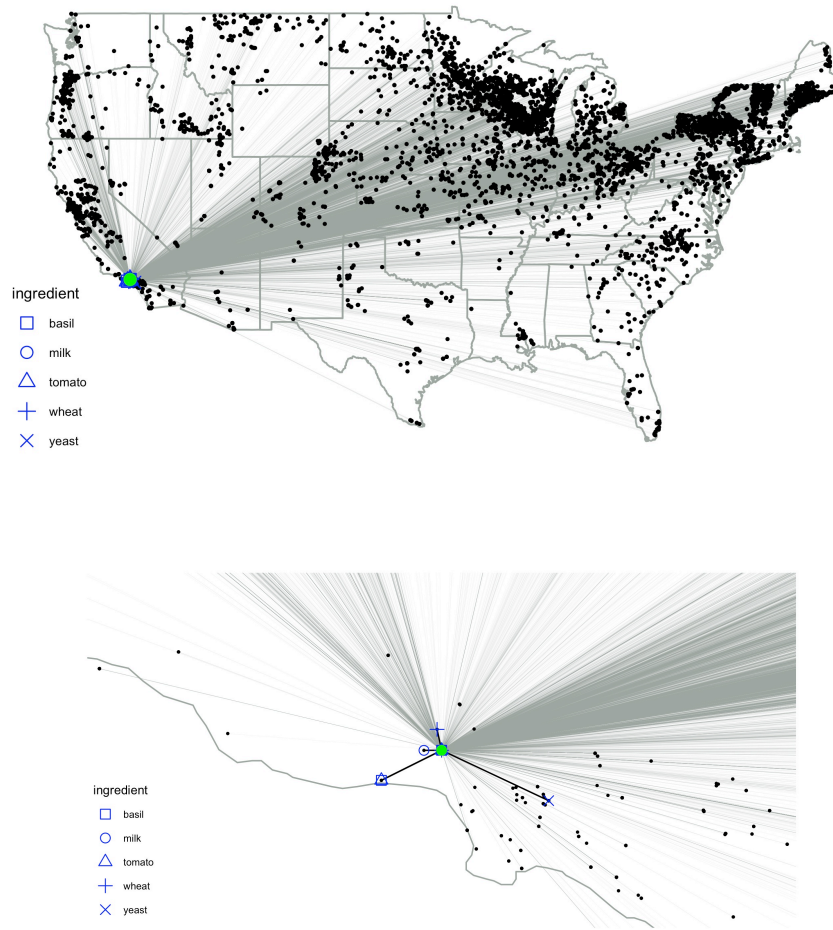 ingredient
basil
milk
tomato
wheat
yeast
ingredient
basil
milk
tomato
wheat
yeast